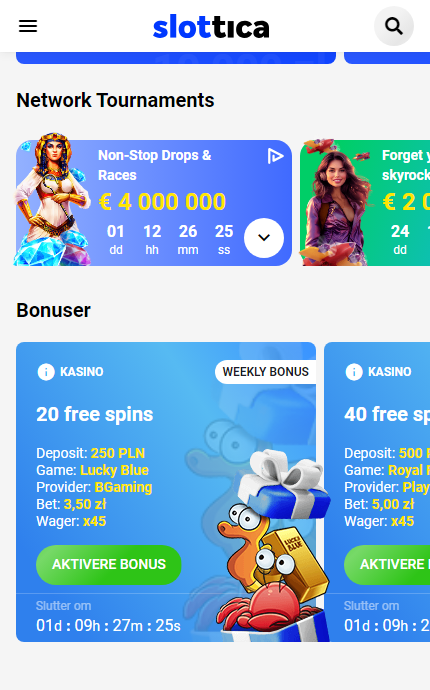 slottica
Network Tournaments
Non-Stop Drops &
Races
€ 4 000 000
01 12 26 25
dd hh mm ss
Forget y
skyrock
€ 2 0
24
dd
Bonuser
KASINO
WEEKLY BONUS
20 free spins
Deposit: 250 PLN
Game: Lucky Blue
Provider: BGaming
Bet: 3,50 zł
Wager: x45
AKTIVERE BONUS
Slutter om
01d : 09h : 27m : 25s
LUCKY
BLUE
KASINO
40 free sp
Deposit: 500 P
Game: Royal F
Provider: Play
Bet: 5,00 zł
Wager: x45
AKTIVERE
Slutter om
01d : 09h : 2